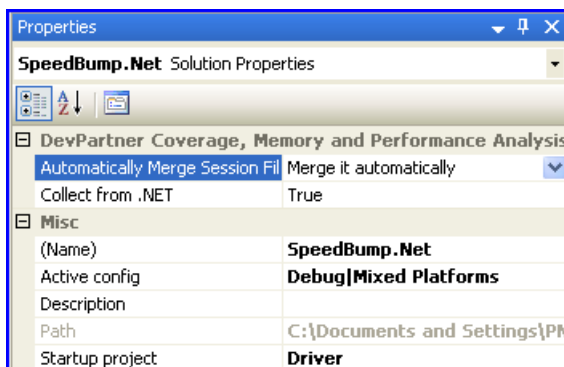 Properties
SpeedBump.Net Solution Properties
DevPartner Coverage, Memory and Performance Analysis
Automatically Merge Session Fil Merge it automatically
Collect from .NET True
Misc
(Name) SpeedBump.Net
Active config Debug|Mixed Platforms
Description
Path C:\Documents and Settings\PM
Startup project Driver